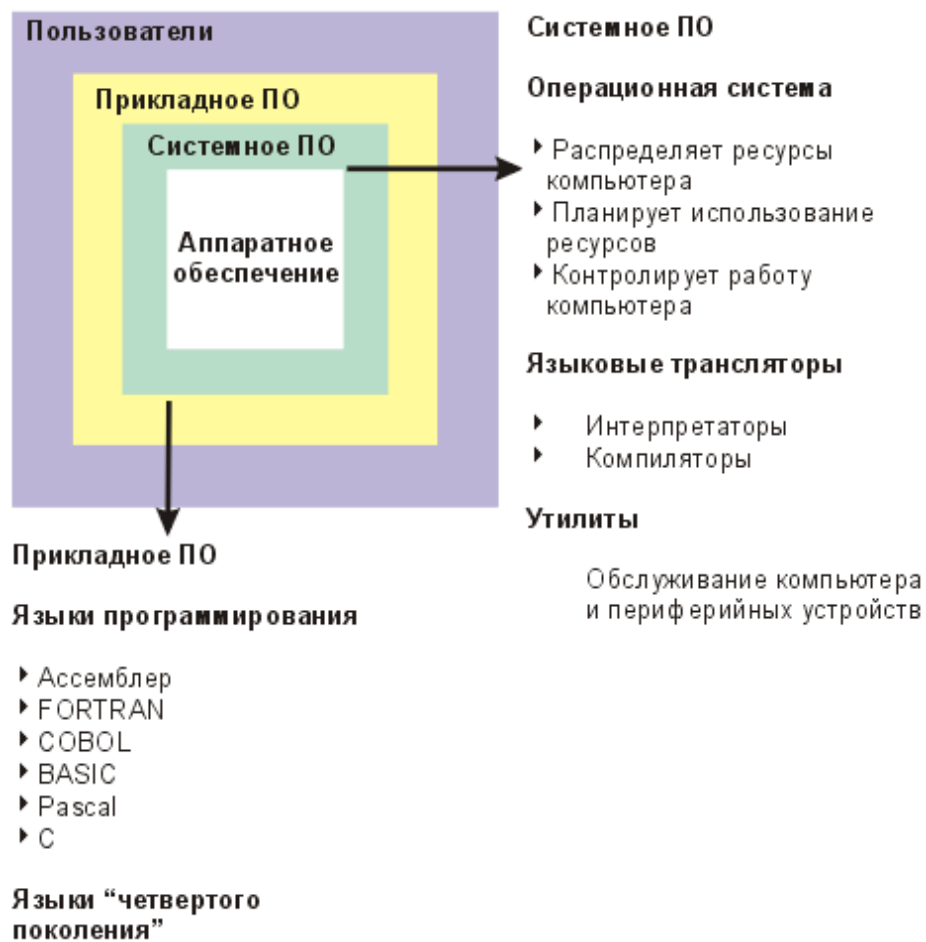 Пользователи
Прикладное ПО
Системное ПО
Аппаратное
обеспечение
Системное ПО
Операционная система
Распределяет ресурсы
компьютера
Планирует использование
ресурсов
Контролирует работу
компьютера
Языковые трансляторы
Интерпретаторы
Компиляторы
Утилиты
Обслуживание компьютера
и периферийных устройств
Прикладное ПО
Языки программирования
Ассемблер
FORTRAN
COBOL
BASIC
Pascal
C
Языки “четвертого
поколения”